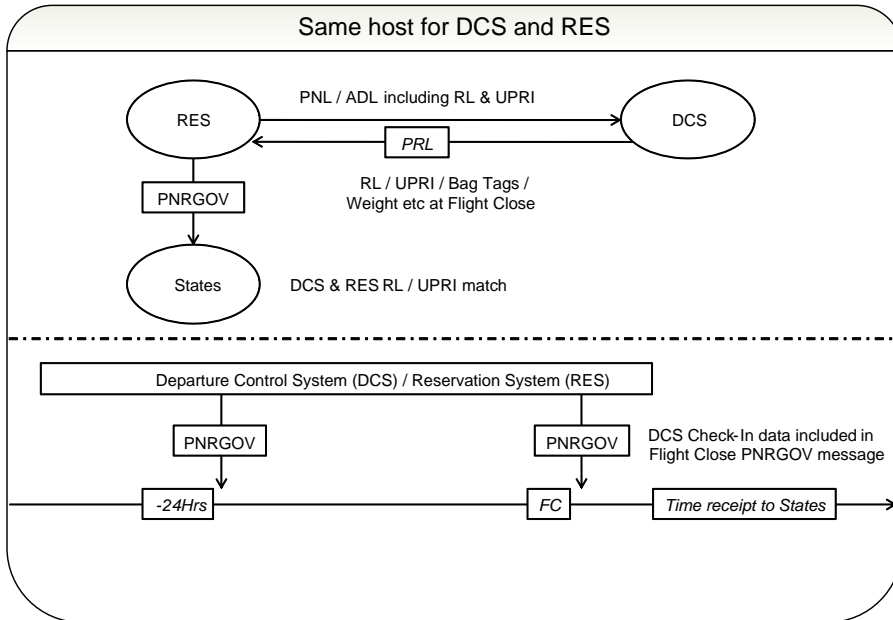 Same host for DCS and RES
PNL / ADL including RL & UPRI
RES
DCS
PRL
RL / UPRI / Bag Tags /
Weight etc at Flight Close
PNRGOV
States
DCS & RES RL / UPRI match
Departure Control System (DCS) / Reservation System (RES)
PNRGOV
PNRGOV
DCS Check-In data included in
Flight Close PNRGOV message
-24Hrs
FC
Time receipt to States